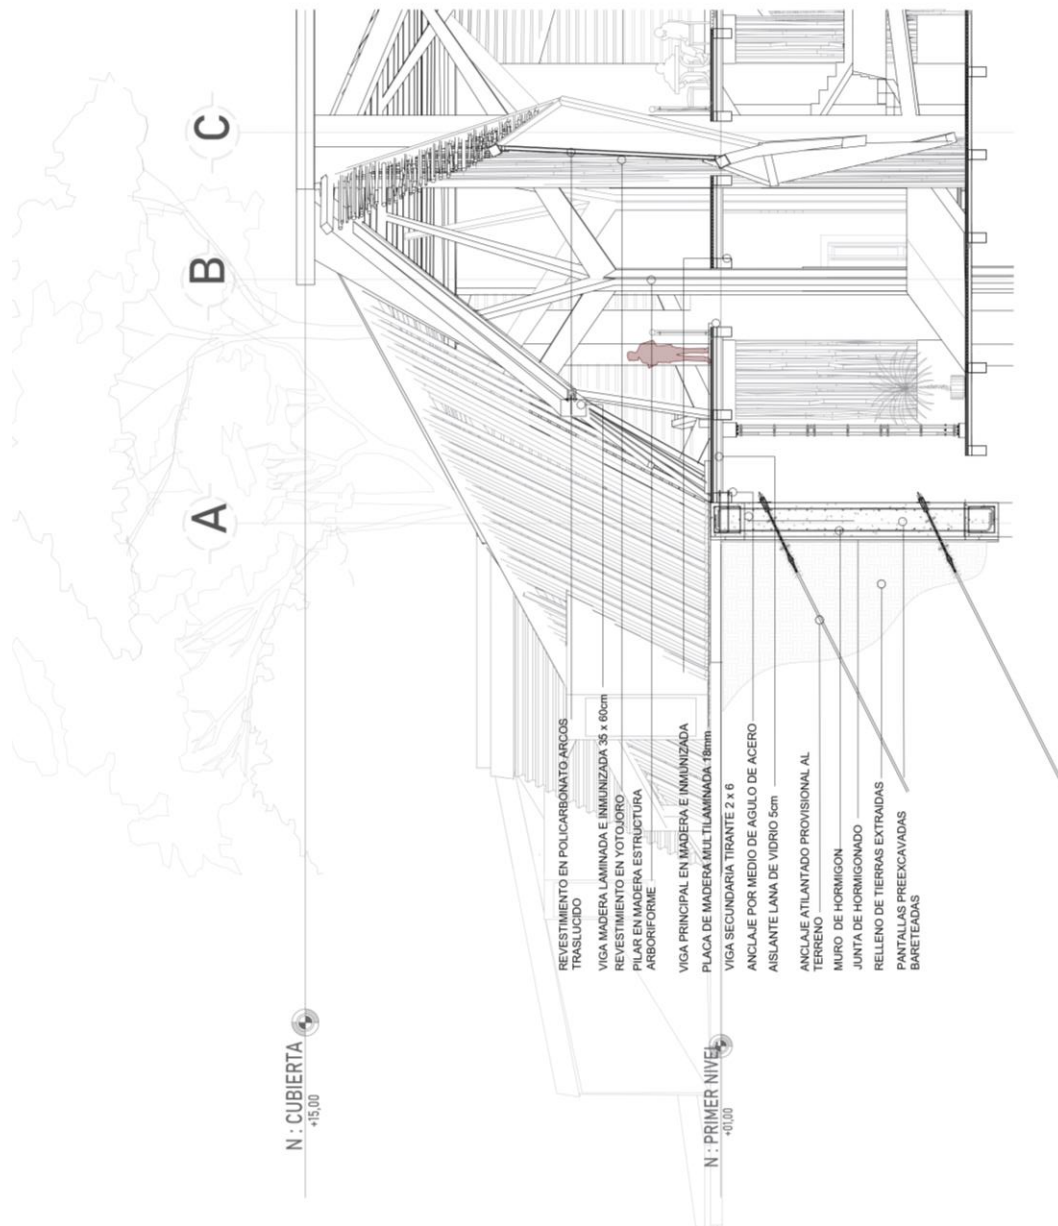 A
B
C
N : CUBIERTA
+15,00
REVESTIMIENTO EN POLICARBONATO ARCOS
TRASLUCIDO
VIGA MADERA LAMINADA E INMUNIZADA 35 x 60cm
REVESTIMIENTO EN YOTOJORO
PILAR EN MADERA ESTRUCTURA
ARBORIFORME
VIGA PRINCIPAL EN MADERA E INMUNIZADA
PLACA DE MADERA MULTILAMINADA 18mm
N : PRIMER NIVEL
+01,00
VIGA SECUNDARIA TIRANTE 2 x 6
ANCLAJE POR MEDIO DE AGULO DE ACERO
AISLANTE LANA DE VIDRIO 5cm
ANCLAJE ATILANTADO PROVISIONAL AL
TERRENO
MURO DE HORMIGON
JUNTA DE HORMIGONADO
RELLENO DE TIERRAS EXTRAIDAS
PANTALLAS PREEXCAVADAS
BARETEADAS